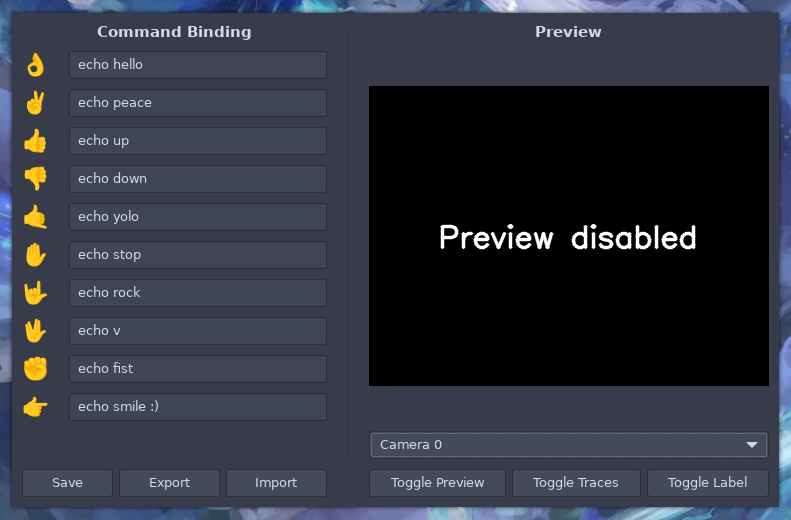 Command Binding
echo hello
echo peace
echo up
echo down
echo yolo
echo stop
echo rock
echo v
echo fist
echo smile :)
Save
Export
Import
Preview
Preview disabled
Camera 0
Toggle Preview
Toggle Traces
Toggle Label